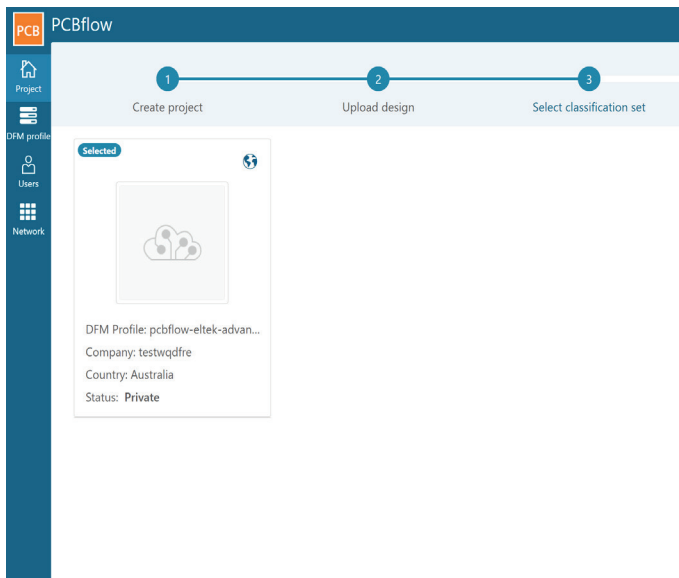 PCB
PCBflow
Project
DFM profile
Users
Network
1
2
3
Create project
Upload design
Select classification set
Selected
DFM Profile: pcbflow-eltek-advan...
Company: testwqdfre
Country: Australia
Status: Private